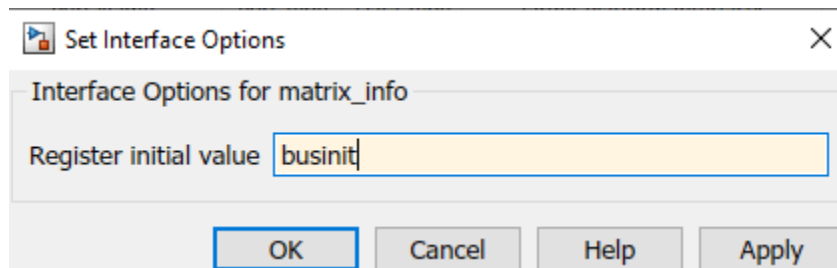 Set Interface Options
Interface Options for matrix_info
Register initial value businit
OK Cancel Help Apply